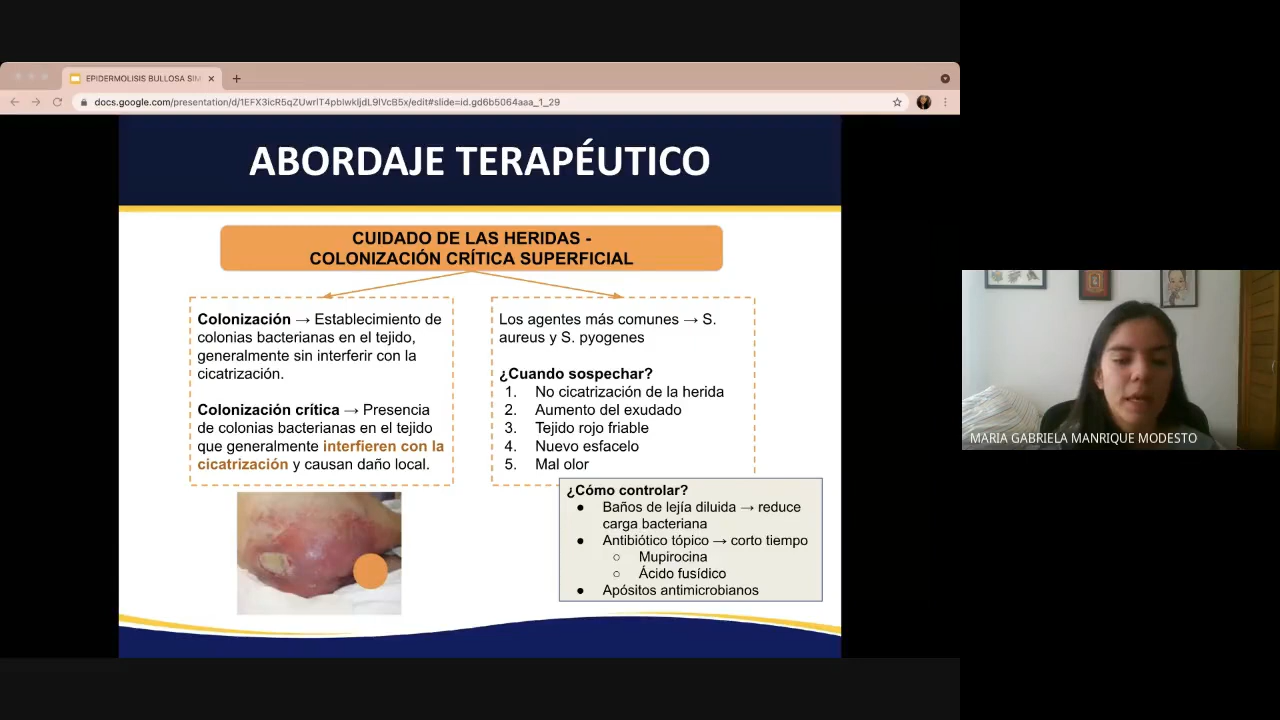 EPIDERMOLISIS BULLOSA SIM
docs.google.com/presentation/d/1EFX3icR5qZUwrlT4pblwkljdL9lVcB5x/edit#slide=id.gd6b5064aaa_1_29
ABORDAJE TERAPÉUTICO
CUIDADO DE LAS HERIDAS -
COLONIZACIÓN CRÍTICA SUPERFICIAL
Colonización → Establecimiento de
colonias bacterianas en el tejido,
generalmente sin interferir con la
cicatrización.
Colonización crítica → Presencia
de colonias bacterianas en el tejido
que generalmente interfieren con la
cicatrización y causan daño local.
Los agentes más comunes → S.
aureus y S. pyogenes
¿Cuando sospechar?
1. No cicatrización de la herida
2. Aumento del exudado
3. Tejido rojo friable
4. Nuevo esfacelo
5. Mal olor
¿Cómo controlar?
● Baños de lejía diluida → reduce
carga bacteriana
● Antibiótico tópico → corto tiempo
○ Mupirocina
○ Ácido fusídico
● Apósitos antimicrobianos
MARIA GABRIELA MANRIQUE MODESTO